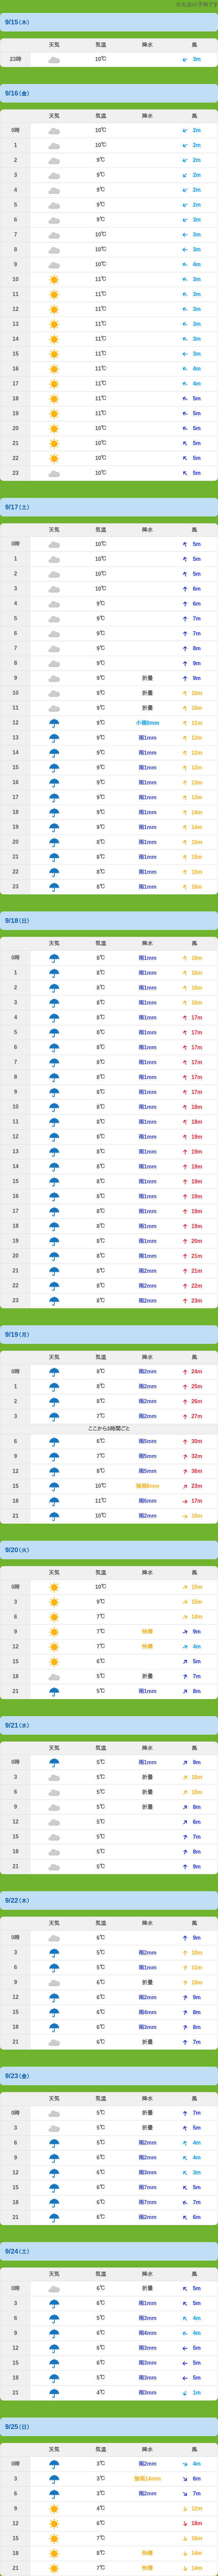 9/15(木)
天気 気温 降水 風
23時 10℃ 3m
9/16(金)
天気 気温 降水 風
0時 10℃ 2m
1 10℃ 2m
2 9℃ 2m
3 9℃ 2m
4 9℃ 2m
5 9℃ 2m
6 9℃ 3m
7 10℃ 3m
8 10℃ 3m
9 10℃ 4m
10 11℃ 3m
11 11℃ 3m
12 11℃ 3m
13 11℃ 3m
14 11℃ 3m
15 11℃ 3m
16 11℃ 4m
17 11℃ 4m
18 11℃ 5m
19 11℃ 5m
20 10℃ 5m
21 10℃ 5m
22 10℃ 5m
23 10℃ 5m
9/17(土)
天気 気温 降水 風
0時 10℃ 5m
1 10℃ 5m
2 10℃ 5m
3 10℃ 6m
4 9℃ 6m
5 9℃ 7m
6 9℃ 7m
7 9℃ 8m
8 9℃ 9m
9 9℃ 折曇 9m
10 9℃ 折曇 10m
11 9℃ 折曇 10m
12 9℃ 小雨0mm 11m
13 9℃ 雨1mm 12m
14 9℃ 雨1mm 12m
15 9℃ 雨1mm 12m
16 9℃ 雨1mm 13m
17 9℃ 雨1mm 13m
18 9℃ 雨1mm 14m
19 9℃ 雨1mm 14m
20 8℃ 雨1mm 15m
21 8℃ 雨1mm 15m
22 8℃ 雨1mm 15m
23 8℃ 雨1mm 16m
9/18(日)
天気 気温 降水 風
0時 8℃ 雨1mm 16m
1 8℃ 雨1mm 16m
2 8℃ 雨1mm 16m
3 8℃ 雨1mm 16m
4 8℃ 雨1mm 17m
5 8℃ 雨1mm 17m
6 8℃ 雨1mm 17m
7 8℃ 雨1mm 17m
8 8℃ 雨1mm 17m
9 8℃ 雨1mm 17m
10 8℃ 雨1mm 18m
11 8℃ 雨1mm 18m
12 8℃ 雨1mm 19m
13 8℃ 雨1mm 19m
14 8℃ 雨1mm 19m
15 8℃ 雨1mm 19m
16 8℃ 雨1mm 19m
17 8℃ 雨1mm 19m
18 8℃ 雨1mm 19m
19 8℃ 雨1mm 20m
20 8℃ 雨1mm 21m
21 8℃ 雨2mm 21m
22 8℃ 雨2mm 22m
23 8℃ 雨2mm 23m
9/19(月)
天気 気温 降水 風
0時 8℃ 雨2mm 24m
1 8℃ 雨2mm 25m
2 8℃ 雨2mm 26m
3 7℃ 雨2mm 27m
ここから3時間ごと
6 6℃ 雨5mm 30m
9 7℃ 雨5mm 32m
12 8℃ 雨5mm 36m
15 10℃ 強雨8mm 23m
18 11℃ 雨6mm 17m
21 10℃ 雨2mm 16m
9/20(火)
天気 気温 降水 風
0時 10℃ 15m
3 9℃ 15m
6 7℃ 14m
9 7℃ 快晴 9m
12 7℃ 快晴 4m
15 6℃ 5m
18 5℃ 折曇 7m
21 5℃ 雨1mm 8m
9/21(水)
天気 気温 降水 風
0時 5℃ 雨1mm 9m
3 5℃ 折曇 10m
6 5℃ 折曇 10m
9 5℃ 折曇 8m
12 5℃ 6m
15 5℃ 7m
18 5℃ 8m
21 5℃ 9m
9/22(木)
天気 気温 降水 風
0時 6℃ 9m
3 5℃ 雨2mm 10m
6 5℃ 雨1mm 11m
9 6℃ 折曇 10m
12 6℃ 雨2mm 9m
15 6℃ 雨4mm 8m
18 6℃ 雨3mm 8m
21 6℃ 折曇 7m
9/23(金)
天気 気温 降水 風
0時 5℃ 折曇 7m
3 5℃ 折曇 5m
6 5℃ 雨2mm 4m
9 6℃ 雨2mm 4m
12 6℃ 雨3mm 3m
15 6℃ 雨7mm 5m
18 6℃ 雨7mm 7m
21 6℃ 雨2mm 6m
9/24(土)
天気 気温 降水 風
0時 6℃ 折曇 5m
3 6℃ 雨1mm 5m
6 6℃ 雨3mm 4m
9 6℃ 雨4mm 4m
12 6℃ 雨3mm 5m
15 6℃ 雨3mm 5m
18 5℃ 雨3mm 5m
21 4℃ 雨3mm 1m
9/25(日)
天気 気温 降水 風
0時 3℃ 雨2mm 4m
3 3℃ 強雨14mm 6m
6 3℃ 雨2mm 7m
9 4℃ 12m
12 6℃ 18m
15 7℃ 16m
18 8℃ 快晴 14m
21 7℃ 快晴 14m